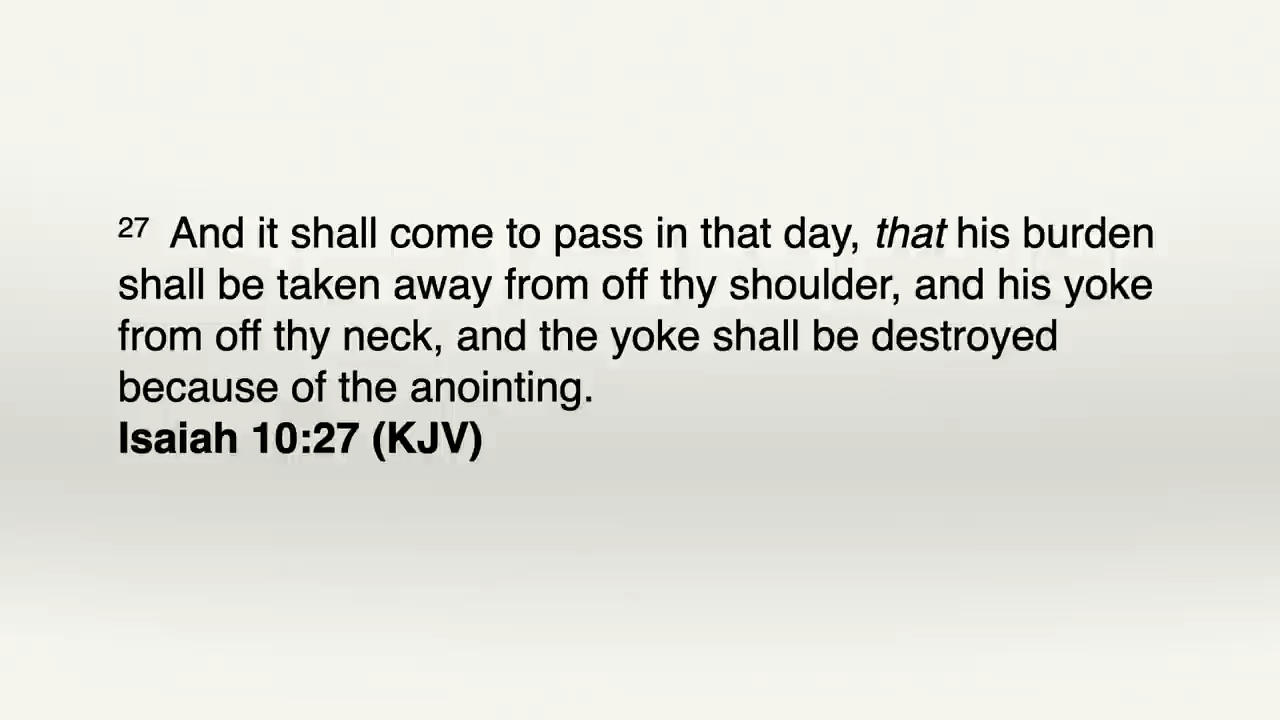 27 And it shall come to pass in that day, that his burden
shall be taken away from off thy shoulder, and his yoke
from off thy neck, and the yoke shall be destroyed
because of the anointing.
Isaiah 10:27 (KJV)